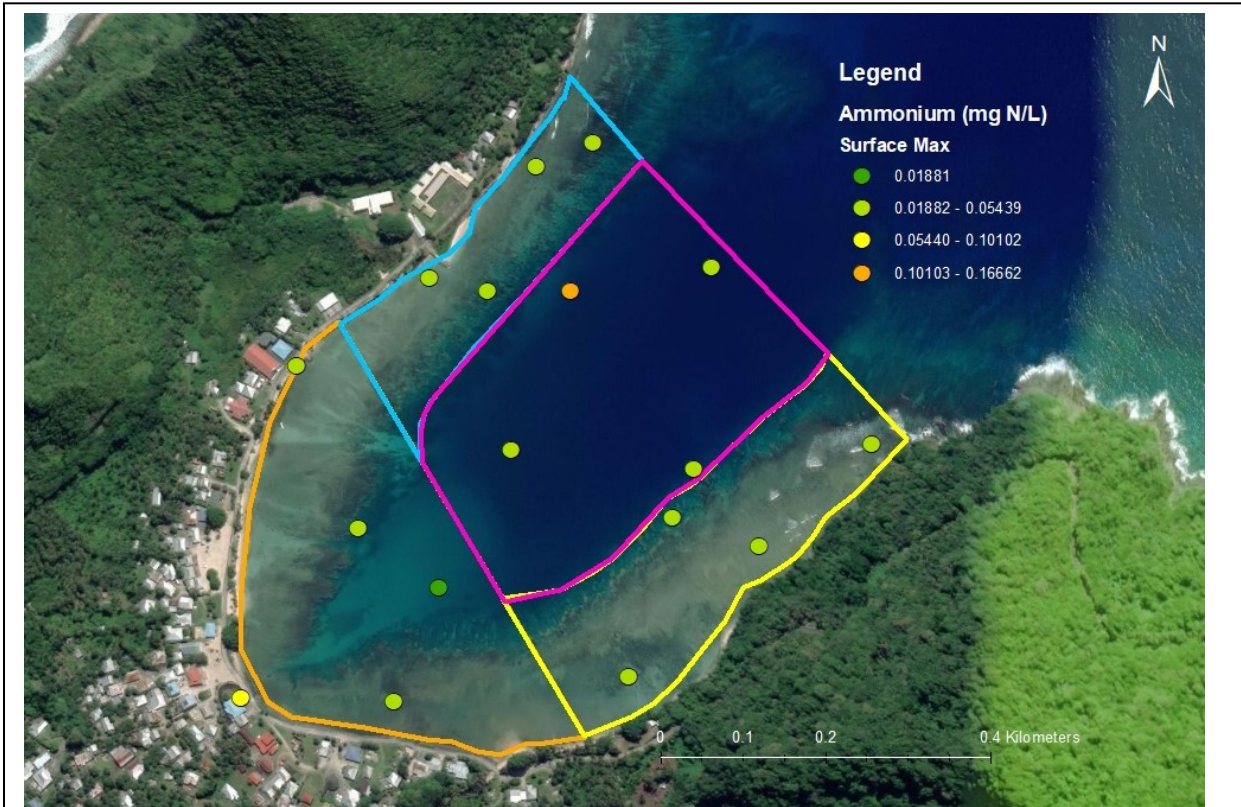 N
Legend
Ammonium (mg N/L)
Surface Max
0.01881
0.01882 - 0.05439
0.05440 - 0.10102
0.10103 - 0.16662
0 0.1 0.2 0.4 Kilometers